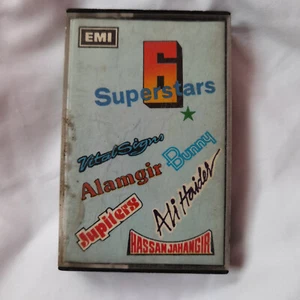 EMI
6
Superstars
Vital Signs
Bunny
Alamgir
Ali Haider
Jupiters
HASSAN JAHANGIR